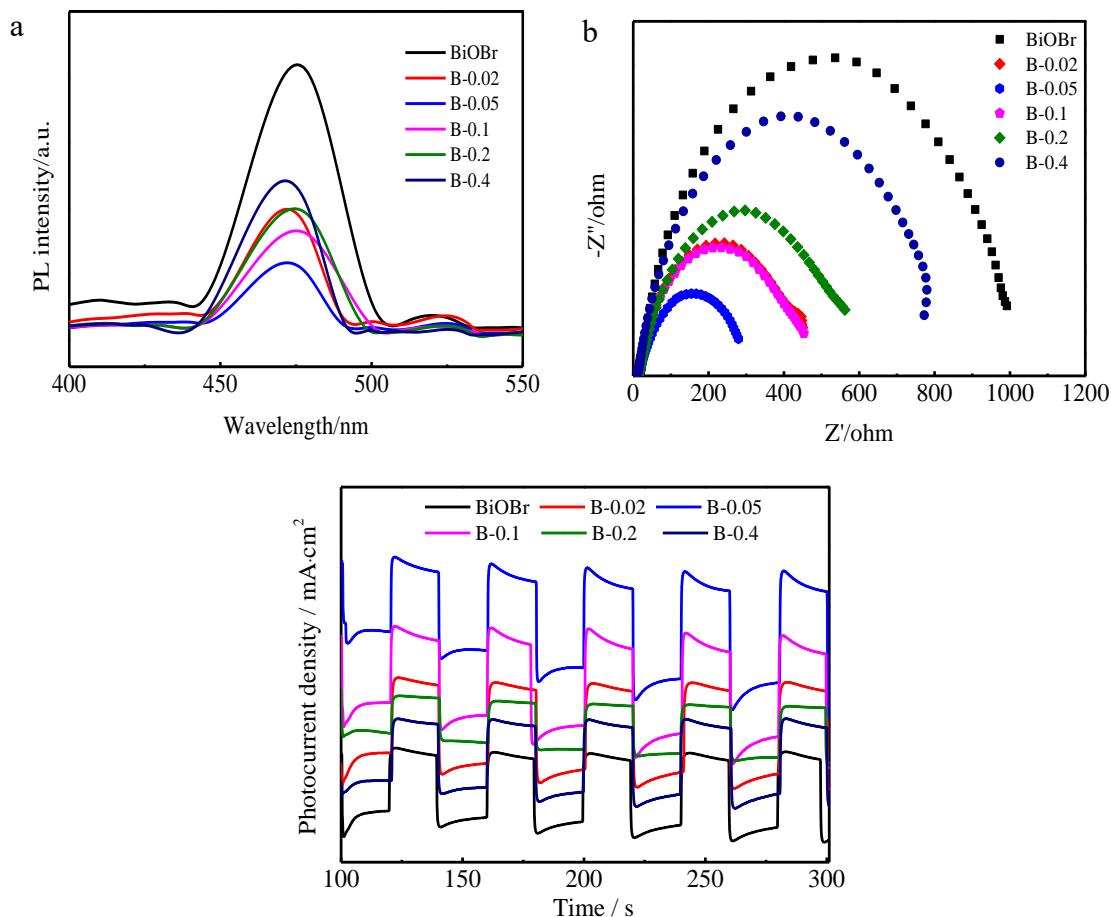 a
PL intensity/a.u.
BiOBr
B-0.02
B-0.05
B-0.1
B-0.2
B-0.4
400 450 500 550
Wavelength/nm
b
-Z"/ohm
BiOBr
B-0.02
B-0.05
B-0.1
B-0.2
B-0.4
0 200 400 600 800 1000 1200
Z'/ohm
Photocurrent density / mA·cm²
BiOBr B-0.02 B-0.05
B-0.1 B-0.2 B-0.4
100 150 200 250 300
Time / s